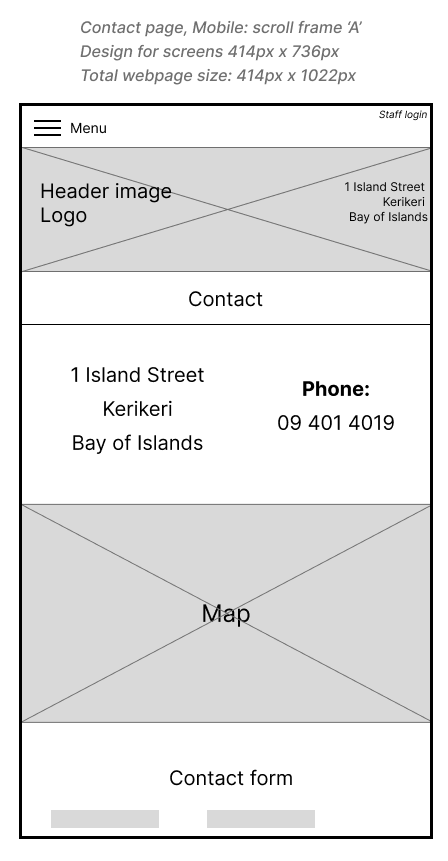 Contact page, Mobile: scroll frame ‘A’
Design for screens 414px x 736px
Total webpage size: 414px x 1022px
Staff login
Menu
Header image
Logo
1 Island Street
Kerikeri
Bay of Islands
Contact
1 Island Street
Kerikeri
Bay of Islands
Phone:
09 401 4019
Map
Contact form